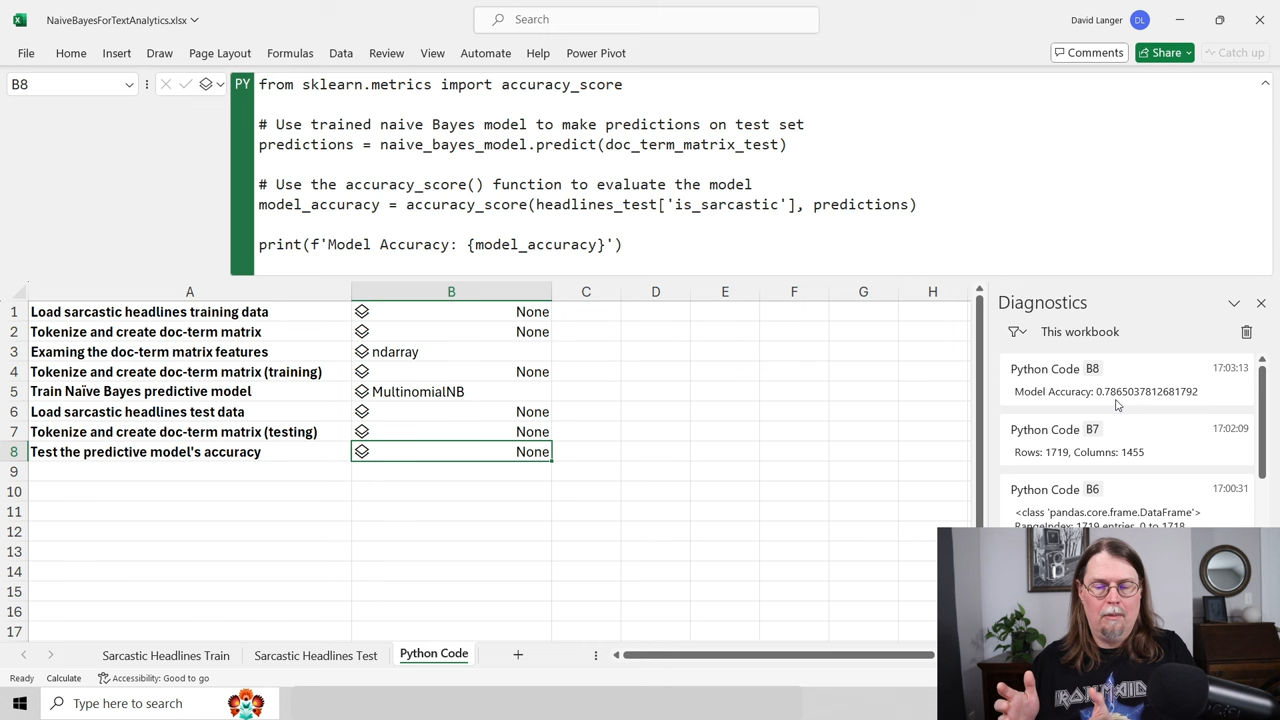 NaiveBayesForTextAnalytics.xlsx
Search
David Langer
DL
File Home Insert Draw Page Layout Formulas Data Review View Automate Help Power Pivot
Comments
Share
Catch up
B8
PY
from sklearn.metrics import accuracy_score
# Use trained naive Bayes model to make predictions on test set
predictions = naive_bayes_model.predict(doc_term_matrix_test)
# Use the accuracy_score() function to evaluate the model
model_accuracy = accuracy_score(headlines_test['is_sarcastic'], predictions)
print(f'Model Accuracy: {model_accuracy}')
A B C D E F G H
1 Load sarcastic headlines training data None
2 Tokenize and create doc-term matrix None
3 Examing the doc-term matrix features ndarray
4 Tokenize and create doc-term matrix (training) None
5 Train Naïve Bayes predictive model MultinomialNB
6 Load sarcastic headlines test data None
7 Tokenize and create doc-term matrix (testing) None
8 Test the predictive model's accuracy None
9
10
11
12
13
14
15
16
17
Diagnostics
This workbook
Python Code B8 17:03:13
Model Accuracy: 0.7865037812681792
Python Code B7 17:02:09
Rows: 1719, Columns: 1455
Python Code B6 17:00:31
<class 'pandas.core.frame.DataFrame'>
RangeIndex: 1719 entries, 0 to 1718
Sarcastic Headlines Train Sarcastic Headlines Test Python Code
Ready Calculate Accessibility: Good to go
Type here to search
IRON MAIDEN